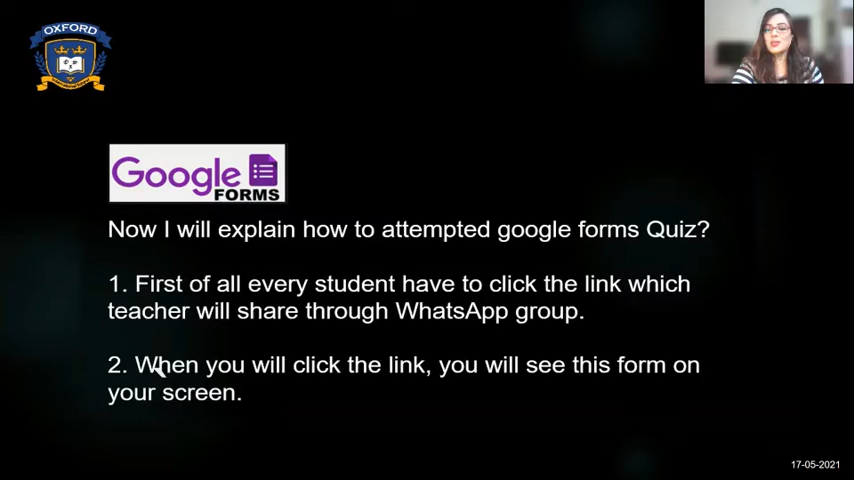 OXFORD
Google
FORMS
Now I will explain how to attempted google forms Quiz?
1. First of all every student have to click the link which
teacher will share through WhatsApp group.
2. When you will click the link, you will see this form on
your screen.
17-05-2021